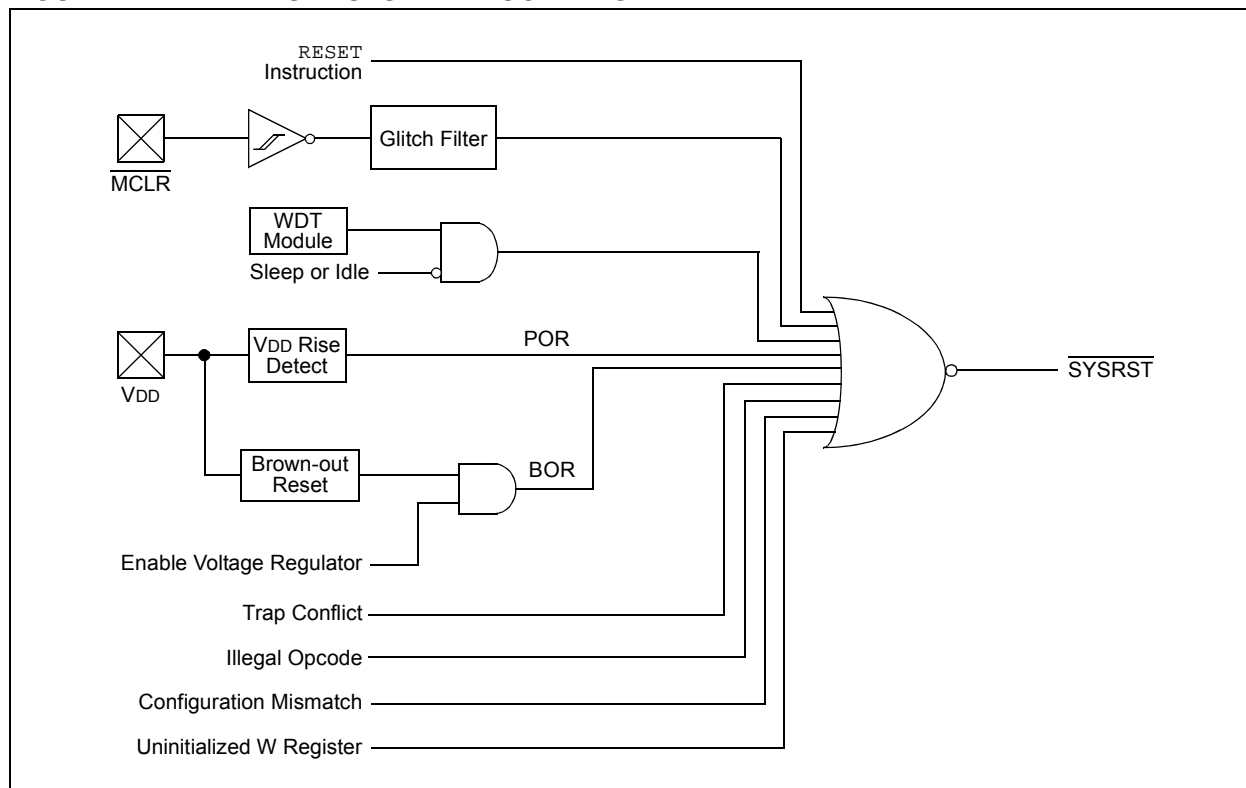 RESET
Instruction
Glitch Filter
MCLR
WDT
Module
Sleep or Idle
VDD Rise
Detect
POR
VDD
SYSRST
Brown-out
Reset
BOR
Enable Voltage Regulator
Trap Conflict
Illegal Opcode
Configuration Mismatch
Uninitialized W Register